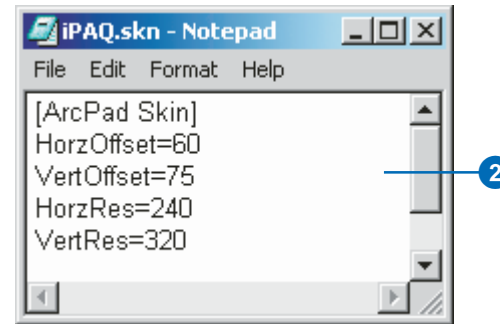 iPAQ.skn - Notepad
File Edit Format Help
[ArcPad Skin]
HorzOffset=60
VertOffset=75
HorzRes=240
VertRes=320
2